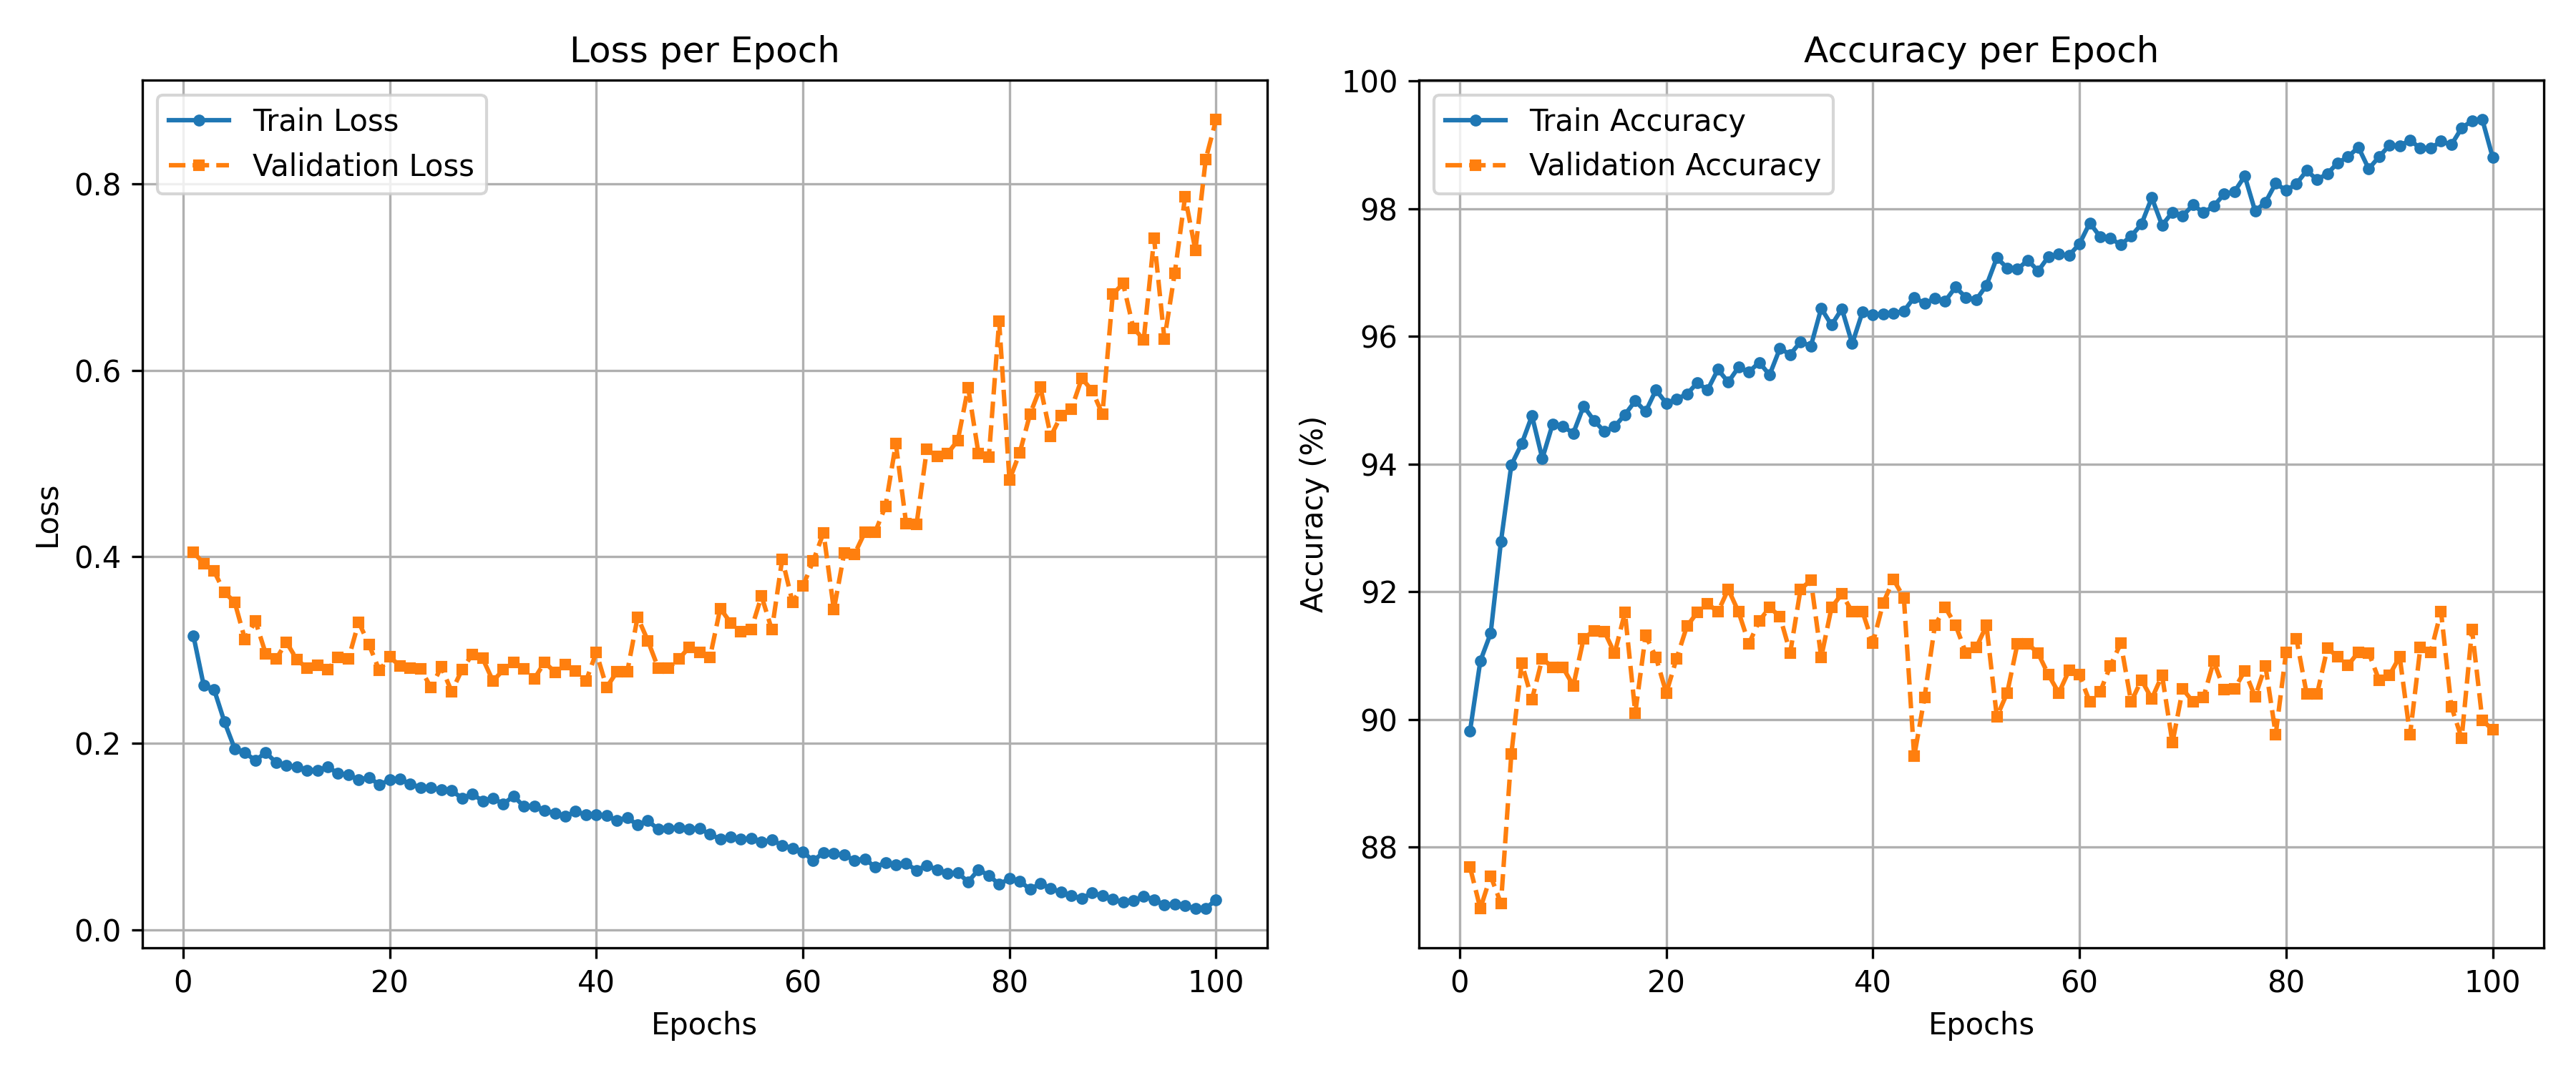 Loss per Epoch
Train Loss
Validation Loss
0.8
0.6
0.4
0.2
0.0
Loss
0 20 40 60 80 100
Epochs
Accuracy per Epoch
Train Accuracy
Validation Accuracy
100
98
96
94
92
90
88
Accuracy (%)
0 20 40 60 80 100
Epochs